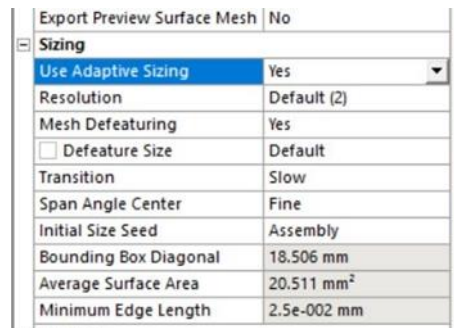 Export Preview Surface Mesh No
Sizing
Use Adaptive Sizing Yes
Resolution Default (2)
Mesh Defeaturing Yes
Defeature Size Default
Transition Slow
Span Angle Center Fine
Initial Size Seed Assembly
Bounding Box Diagonal 18.506 mm
Average Surface Area 20.511 mm²
Minimum Edge Length 2.5e-002 mm